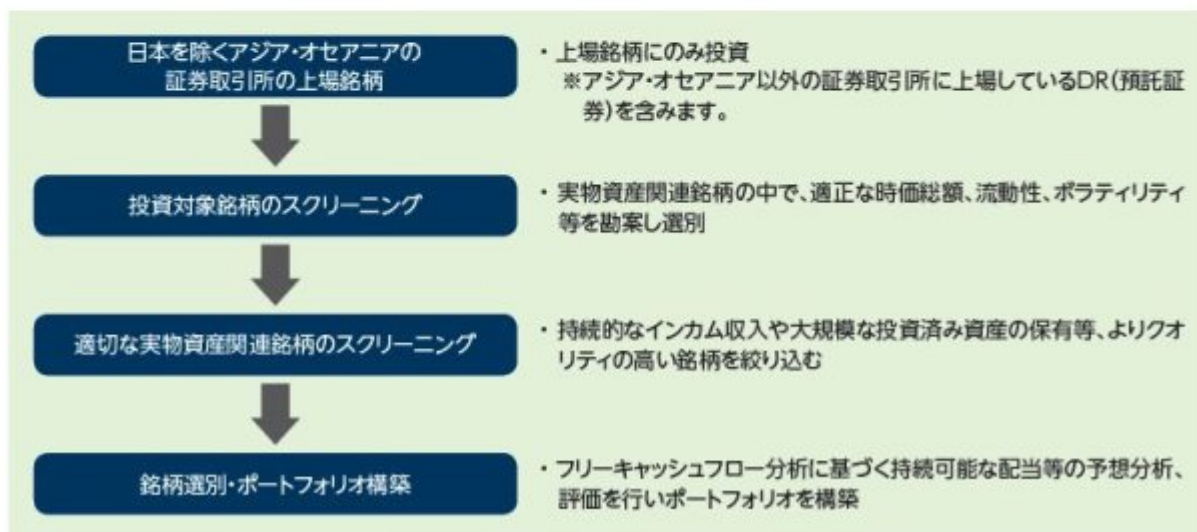 日本を除くアジア・オセアニアの
証券取引所の上場銘柄
・上場銘柄にのみ投資
※アジア・オセアニア以外の証券取引所に上場しているDR(預託証
券)を含みます。
投資対象銘柄のスクリーニング
・実物資産関連銘柄の中で、適正な時価総額、流動性、ボラティリティ
等を勘案し選別
適切な実物資産関連銘柄のスクリーニング
・持続的なインカム収入や大規模な投資済み資産の保有等、よりクオ
リティの高い銘柄を絞り込む
銘柄選別・ポートフォリオ構築
・フリーキャッシュフロー分析に基づく持続可能な配当等の予想分析、
評価を行いポートフォリオを構築